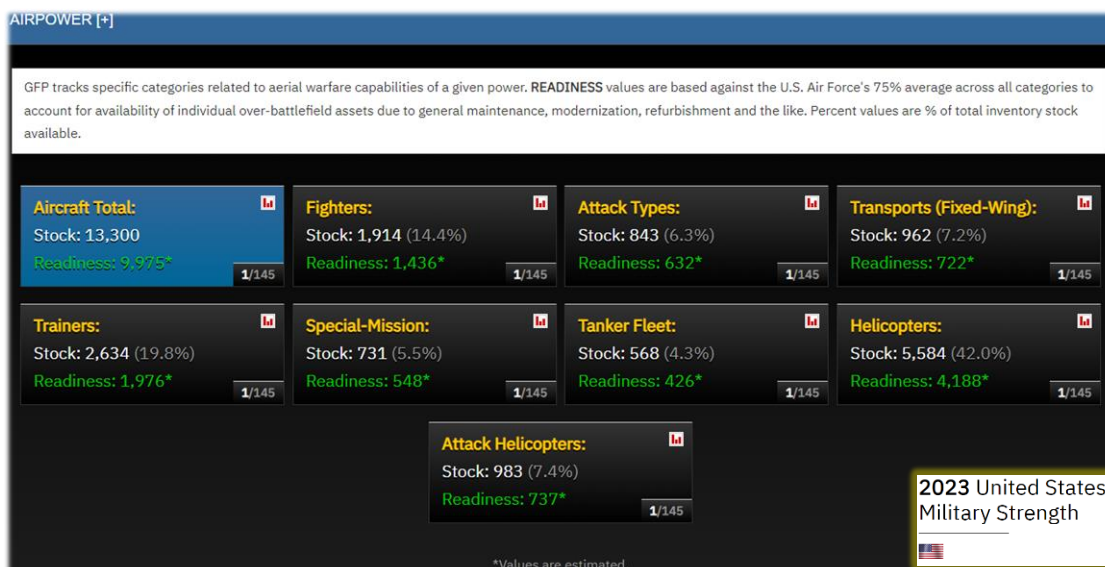 AIRPOWER [+]
GFP tracks specific categories related to aerial warfare capabilities of a given power. READINESS values are based against the U.S. Air Force's 75% average across all categories to
account for availability of individual over-battlefield assets due to general maintenance, modernization, refurbishment and the like. Percent values are % of total inventory stock
available.
Aircraft Total:
Stock: 13,300
Readiness: 9,975*
1/145
Fighters:
Stock: 1,914 (14.4%)
Readiness: 1,436*
1/145
Attack Types:
Stock: 843 (6.3%)
Readiness: 632*
1/145
Transports (Fixed-Wing):
Stock: 962 (7.2%)
Readiness: 722*
1/145
Trainers:
Stock: 2,634 (19.8%)
Readiness: 1,976*
1/145
Special-Mission:
Stock: 731 (5.5%)
Readiness: 548*
1/145
Tanker Fleet:
Stock: 568 (4.3%)
Readiness: 426*
1/145
Helicopters:
Stock: 5,584 (42.0%)
Readiness: 4,188*
1/145
Attack Helicopters:
Stock: 983 (7.4%)
Readiness: 737*
1/145
2023 United States
Military Strength
*Values are estimated